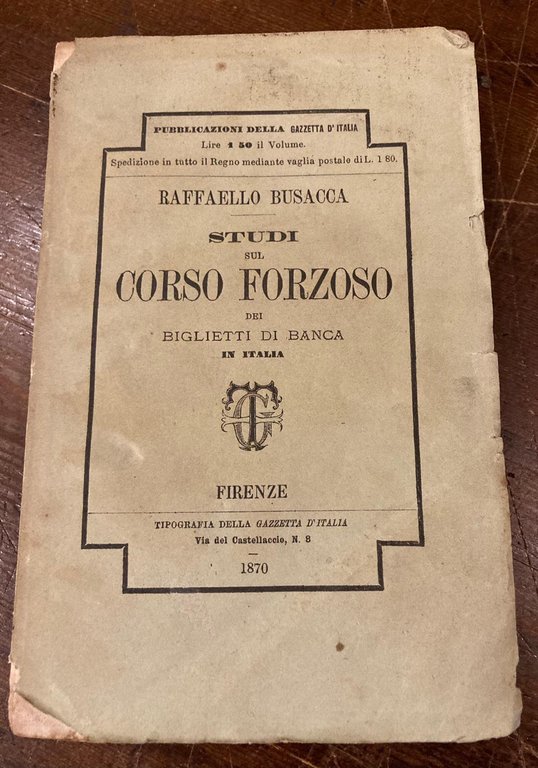 PUBBLICAZIONI DELLA GAZZETTA D'ITALIA
Lire 1 50 il Volume.
Spedizione in tutto il Regno mediante vaglia postale di L. 1 80.
RAFFAELLO BUSACCA
STUDI
SUL
CORSO FORZOSO
DEI
BIGLIETTI DI BANCA
IN ITALIA
FIRENZE
TIPOGRAFIA DELLA GAZZETTA D'ITALIA
Via del Castellaccio, N. 8
1870